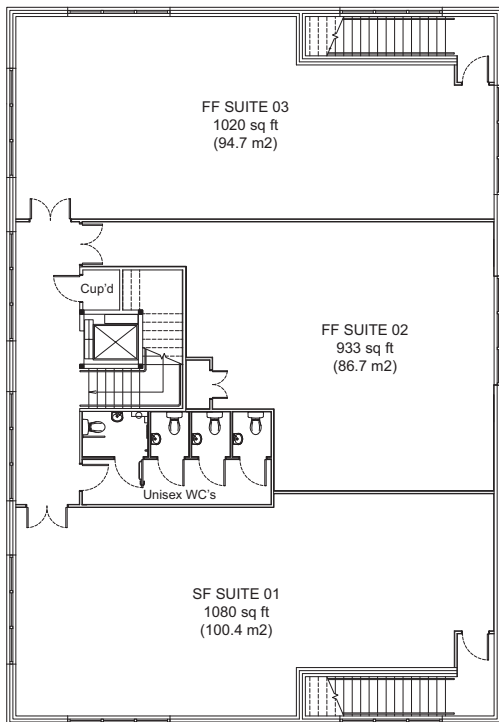 FF SUITE 03
1020 sq ft
(94.7 m2)
Cup'd
FF SUITE 02
933 sq ft
(86.7 m2)
Unisex WC's
SF SUITE 01
1080 sq ft
(100.4 m2)